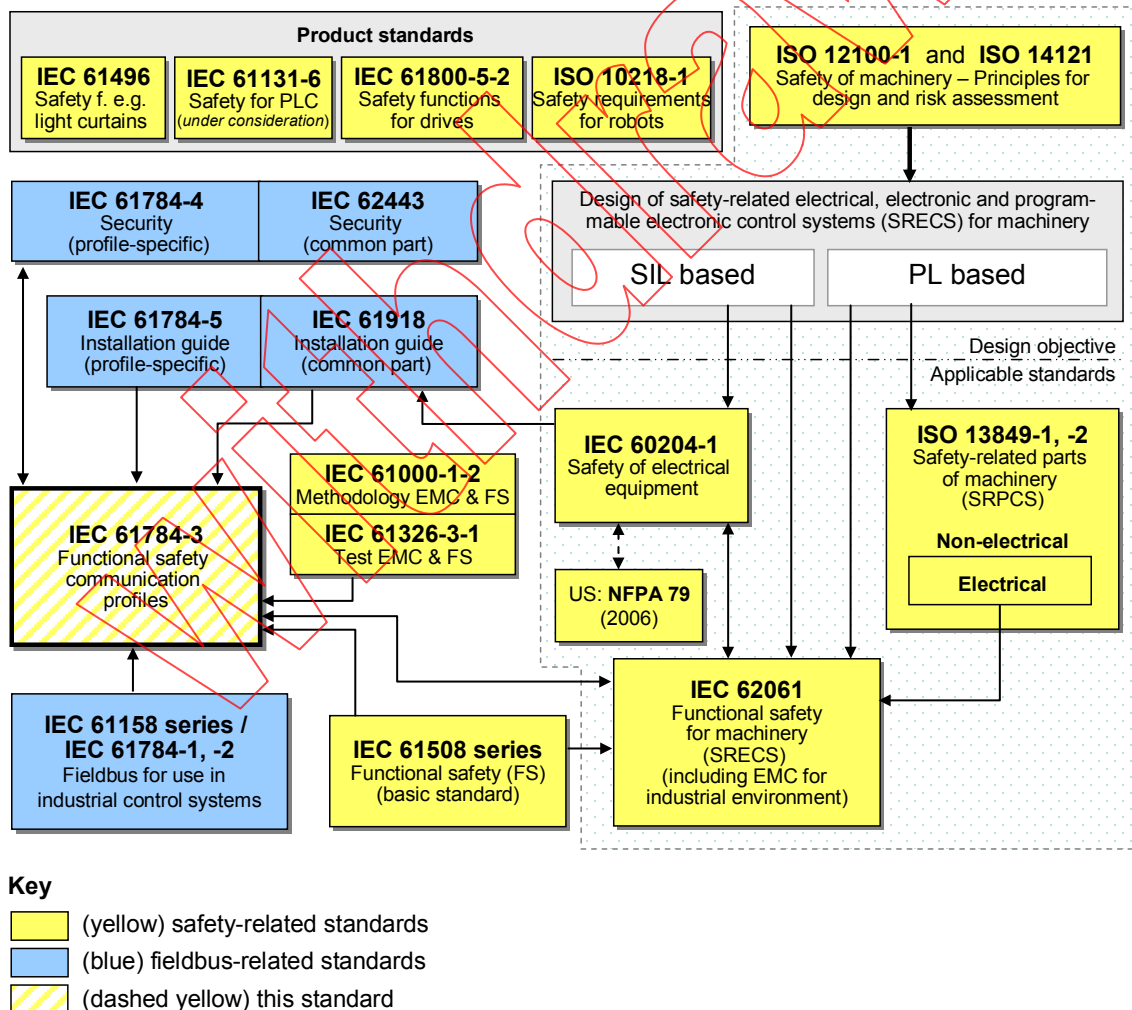 Product standards
IEC 61496
Safety f. e.g.
light curtains
IEC 61131-6
Safety for PLC
(under consideration)
IEC 61800-5-2
Safety functions
for drives
ISO 10218-1
Safety requirements
for robots
ISO 12100-1 and ISO 14121
Safety of machinery – Principles for
design and risk assessment
IEC 61784-4
Security
(profile-specific)
IEC 62443
Security
(common part)
Design of safety-related electrical, electronic and program-
mable electronic control systems (SRECS) for machinery
SIL based
PL based
IEC 61784-5
Installation guide
(profile-specific)
IEC 61918
Installation guide
(common part)
Design objective
Applicable standards
IEC 60204-1
Safety of electrical
equipment
ISO 13849-1, -2
Safety-related parts
of machinery
(SRPCS)
Non-electrical
Electrical
IEC 61000-1-2
Methodology EMC & FS
IEC 61326-3-1
Test EMC & FS
IEC 61784-3
Functional safety
communication
profiles
US: NFPA 79
(2006)
IEC 62061
Functional safety
for machinery
(SRECS)
(including EMC for
industrial environment)
IEC 61158 series /
IEC 61784-1, -2
Fieldbus for use in
industrial control systems
IEC 61508 series
Functional safety (FS)
(basic standard)
Key
(yellow) safety-related standards
(blue) fieldbus-related standards
(dashed yellow) this standard